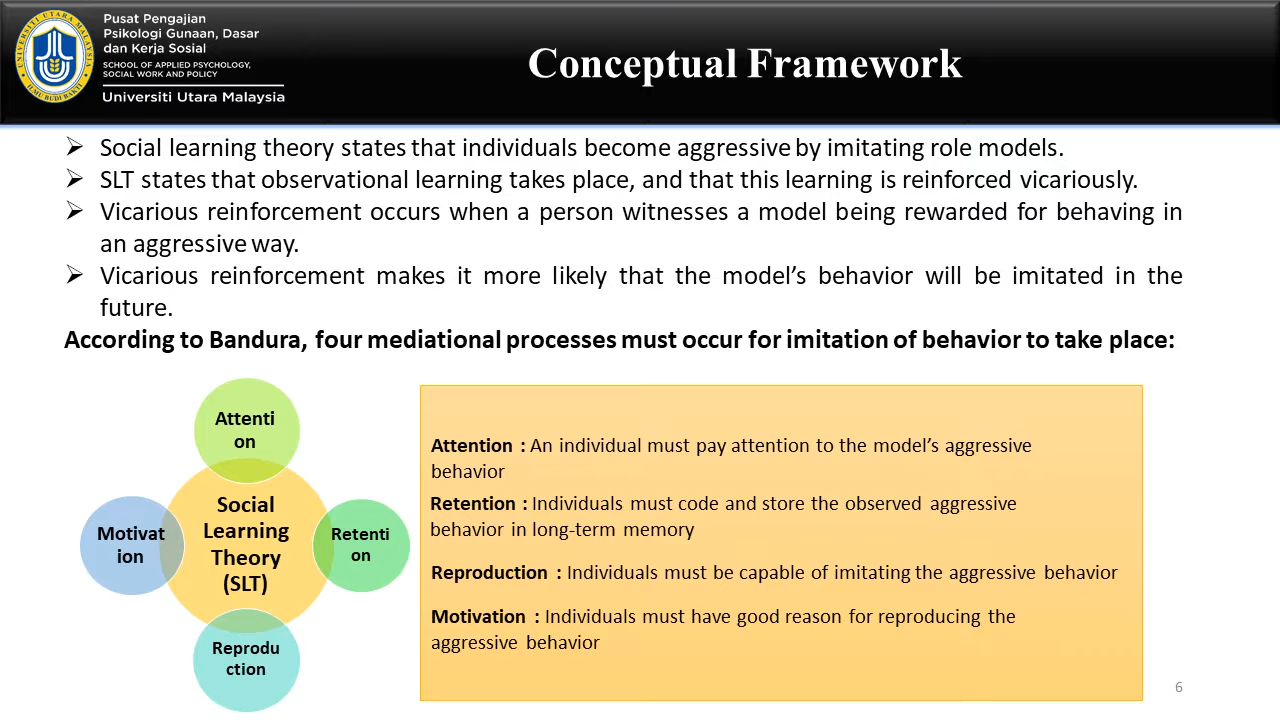 Pusat Pengajian
Psikologi Gunaan, Dasar
dan Kerja Sosial
SCHOOL OF APPLIED PSYCHOLOGY,
SOCIAL WORK AND POLICY
Universiti Utara Malaysia
UNIVERSITI UTARA MALAYSIA
ILMU BUDI BAKTI
Conceptual Framework
➢ Social learning theory states that individuals become aggressive by imitating role models.
➢ SLT states that observational learning takes place, and that this learning is reinforced vicariously.
➢ Vicarious reinforcement occurs when a person witnesses a model being rewarded for behaving in
an aggressive way.
➢ Vicarious reinforcement makes it more likely that the model’s behavior will be imitated in the
future.
According to Bandura, four mediational processes must occur for imitation of behavior to take place:
Attenti
on
Social
Learning
Theory
(SLT)
Motivat
ion
Retenti
on
Reprodu
ction
Attention : An individual must pay attention to the model’s aggressive
behavior
Retention : Individuals must code and store the observed aggressive
behavior in long-term memory
Reproduction : Individuals must be capable of imitating the aggressive behavior
Motivation : Individuals must have good reason for reproducing the
aggressive behavior
6